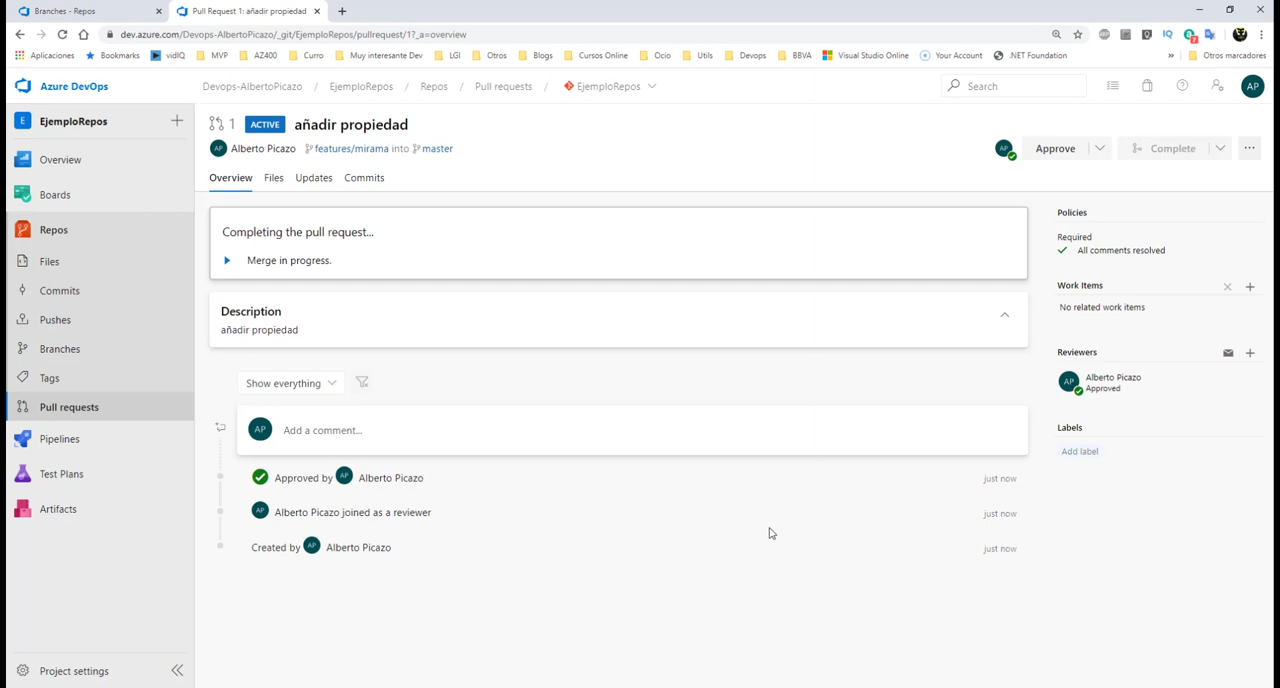 Branches - Repos
Pull Request 1: añadir propiedad
dev.azure.com/Devops-AlbertoPicazo/_git/EjemploRepos/pullrequest/1?_a=overview
Aplicaciones Bookmarks vidIQ MVP AZ400 Curro Muy interesante Dev LGI Otros Blogs Cursos Online Ocio Utils Devops BBVA Visual Studio Online Your Account .NET Foundation » Otros marcadores
Azure DevOps
Devops-AlbertoPicazo / EjemploRepos / Repos / Pull requests / EjemploRepos
Search
AP
E EjemploRepos
Overview
Boards
Repos
Files
Commits
Pushes
Branches
Tags
Pull requests
Pipelines
Test Plans
Artifacts
Project settings
1 ACTIVE añadir propiedad
AP Alberto Picazo features/mirama into master
AP Approve Complete
Overview Files Updates Commits
Completing the pull request...
Merge in progress.
Description
añadir propiedad
Show everything
AP Add a comment...
Approved by AP Alberto Picazo just now
AP Alberto Picazo joined as a reviewer just now
Created by AP Alberto Picazo just now
Policies
Required
All comments resolved
Work Items
No related work items
Reviewers
AP Alberto Picazo
Approved
Labels
Add label